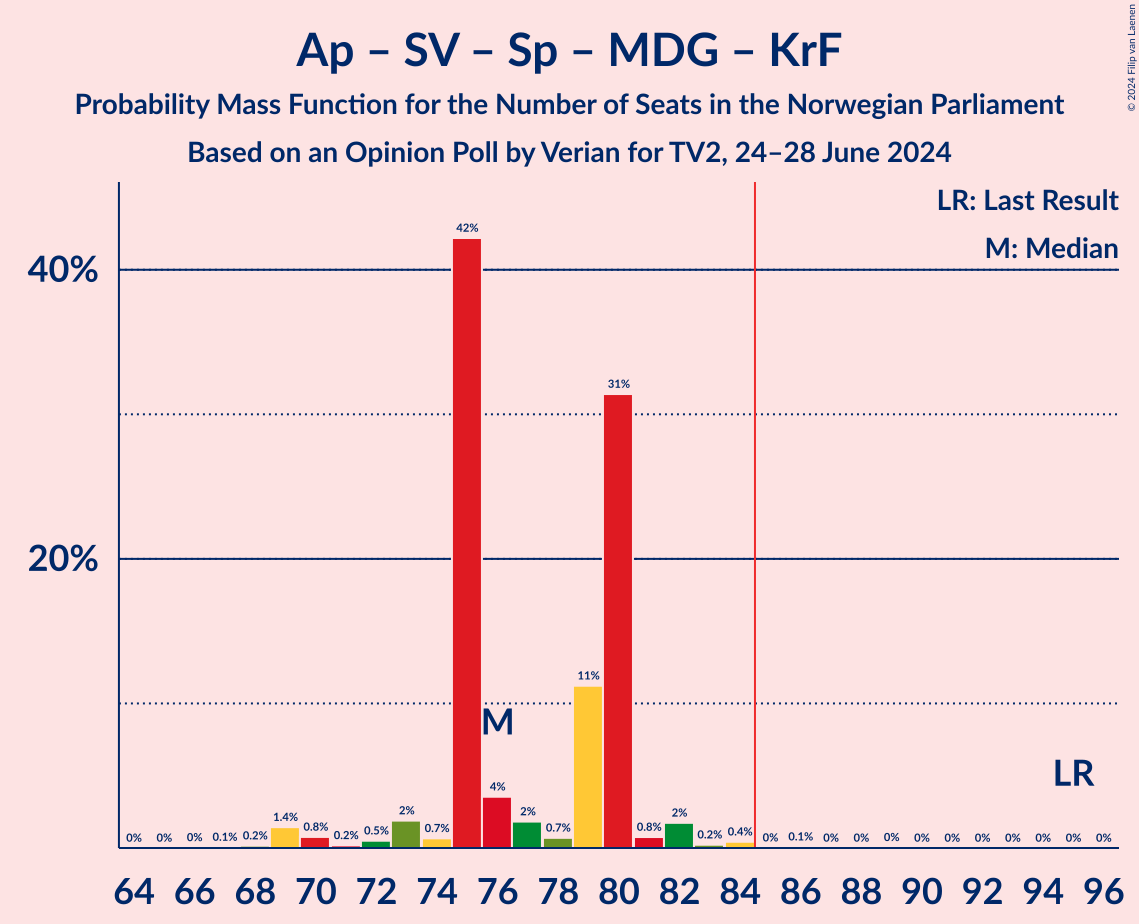 Ap – SV – Sp – MDG – KrF
Probability Mass Function for the Number of Seats in the Norwegian Parliament
Based on an Opinion Poll by Verian for TV2, 24–28 June 2024
© 2024 Filip van Laenen
LR: Last Result
M: Median
40%
20%
0% 0% 0% 0.1% 0.2% 1.4% 0.8% 0.2% 0.5% 2% 0.7% 42% 4% 2% 0.7% 11% 31% 0.8% 2% 0.2% 0.4% 0% 0.1% 0% 0% 0% 0% 0% 0% 0% 0% 0% 0%
M
LR
64 66 68 70 72 74 76 78 80 82 84 86 88 90 92 94 96